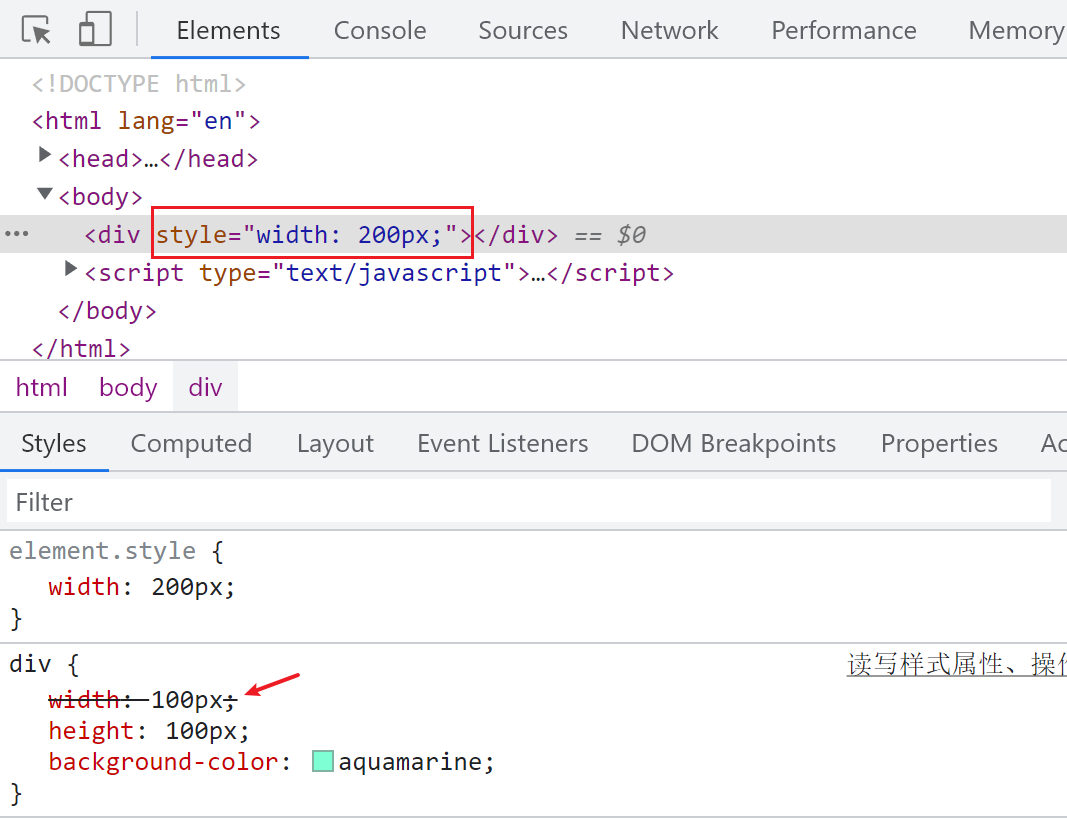 Elements Console Sources Network Performance Memory
<!DOCTYPE html>
<html lang="en">
<head>…</head>
<body>
••• <div style="width: 200px;"></div> == $0
<script type="text/javascript">…</script>
</body>
</html>
html body div
Styles Computed Layout Event Listeners DOM Breakpoints Properties
Filter
element.style {
width: 200px;
}
div { 读写样式属性、操
width: 100px;
height: 100px;
background-color: aquamarine;
}